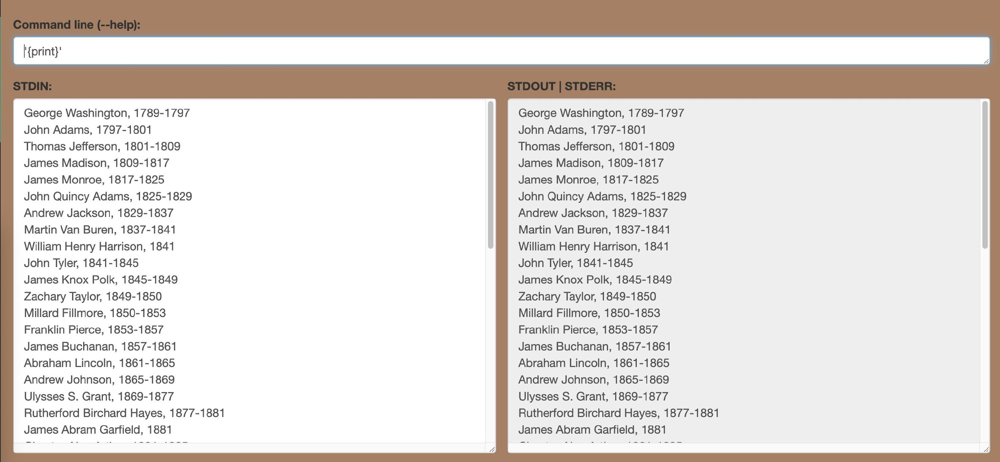 Command line (--help):
'{print}'
STDIN:
George Washington, 1789-1797
John Adams, 1797-1801
Thomas Jefferson, 1801-1809
James Madison, 1809-1817
James Monroe, 1817-1825
John Quincy Adams, 1825-1829
Andrew Jackson, 1829-1837
Martin Van Buren, 1837-1841
William Henry Harrison, 1841
John Tyler, 1841-1845
James Knox Polk, 1845-1849
Zachary Taylor, 1849-1850
Millard Fillmore, 1850-1853
Franklin Pierce, 1853-1857
James Buchanan, 1857-1861
Abraham Lincoln, 1861-1865
Andrew Johnson, 1865-1869
Ulysses S. Grant, 1869-1877
Rutherford Birchard Hayes, 1877-1881
James Abram Garfield, 1881
STDOUT | STDERR:
George Washington, 1789-1797
John Adams, 1797-1801
Thomas Jefferson, 1801-1809
James Madison, 1809-1817
James Monroe, 1817-1825
John Quincy Adams, 1825-1829
Andrew Jackson, 1829-1837
Martin Van Buren, 1837-1841
William Henry Harrison, 1841
John Tyler, 1841-1845
James Knox Polk, 1845-1849
Zachary Taylor, 1849-1850
Millard Fillmore, 1850-1853
Franklin Pierce, 1853-1857
James Buchanan, 1857-1861
Abraham Lincoln, 1861-1865
Andrew Johnson, 1865-1869
Ulysses S. Grant, 1869-1877
Rutherford Birchard Hayes, 1877-1881
James Abram Garfield, 1881